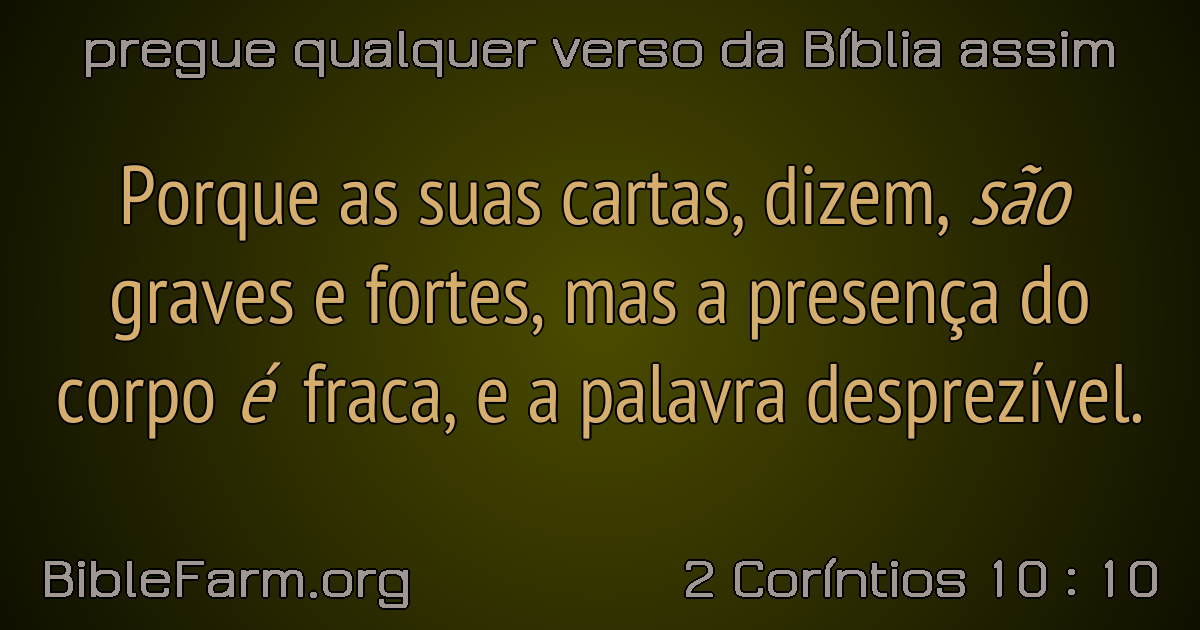 pregue qualquer verso da Bíblia assim
Porque as suas cartas, dizem, são
graves e fortes, mas a presença do
corpo é fraca, e a palavra desprezível.
BibleFarm.org
2 Coríntios 10 : 10